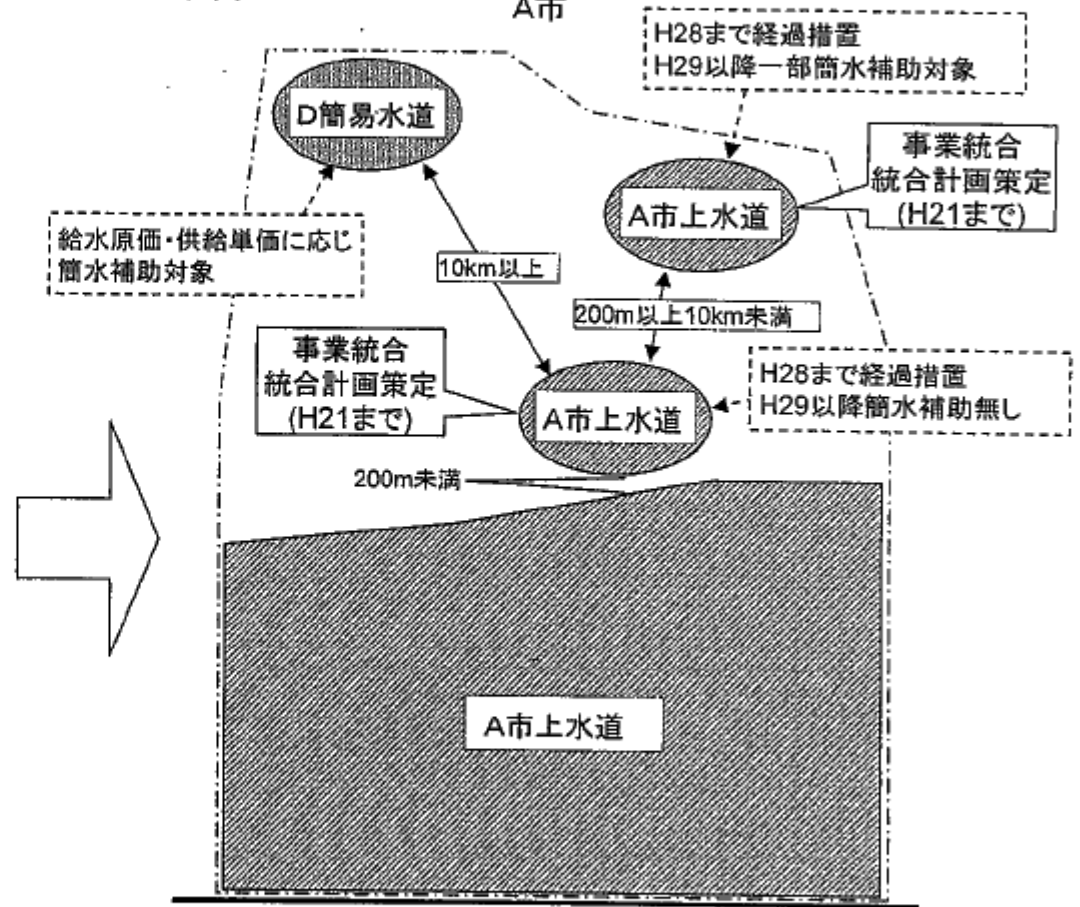 A市
H28まで経過措置
H29以降一部簡水補助対象
D簡易水道
事業統合
統合計画策定
(H21まで)
A市上水道
給水原価・供給単価に応じ
簡水補助対象
10km以上
200m以上10km未満
事業統合
統合計画策定
(H21まで)
H28まで経過措置
H29以降簡水補助無し
A市上水道
200m未満
A市上水道